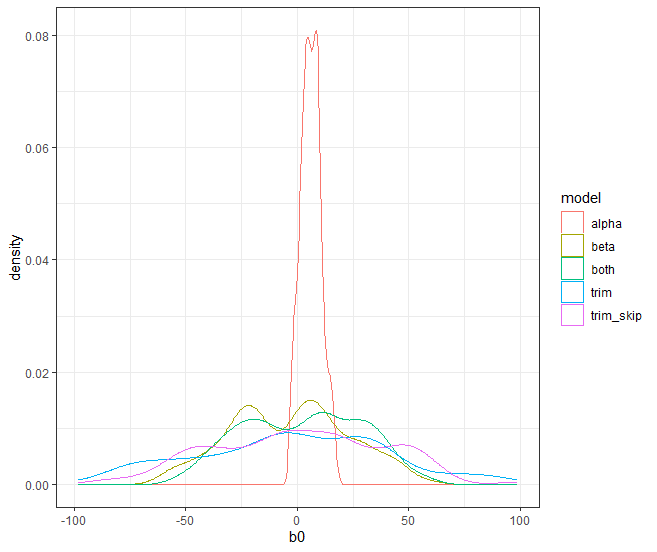 0.08
0.06
0.04
0.02
0.00
density
-100
-50
0
50
100
b0
model
alpha
beta
both
trim
trim_skip